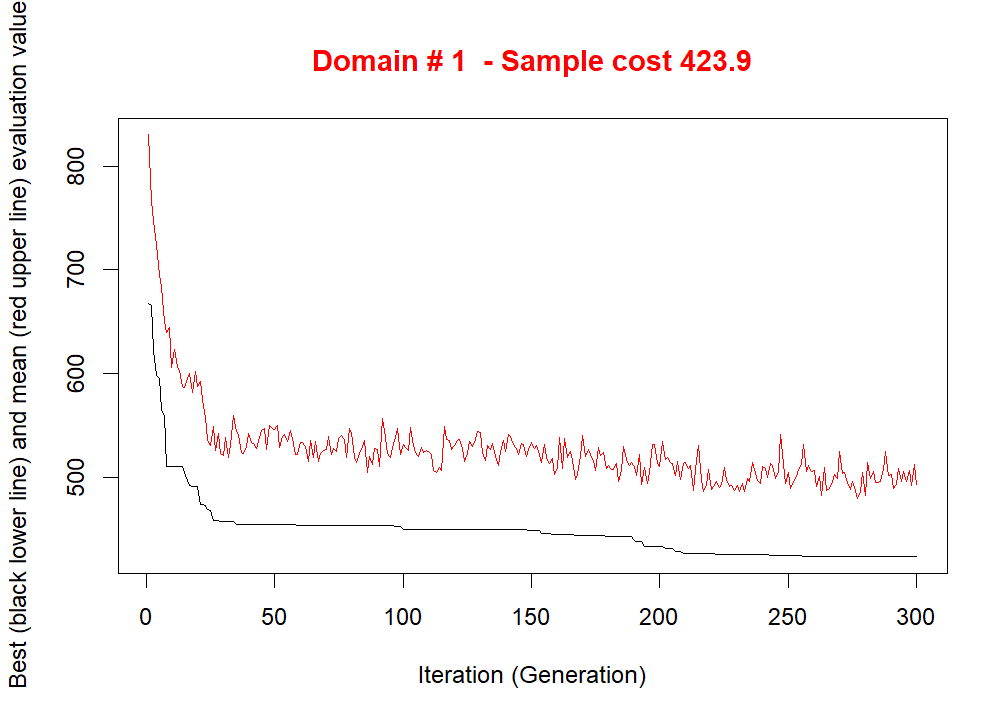 Domain # 1  - Sample cost 423.9
Best (black lower line) and mean (red upper line) evaluation value
800
700
600
500
0 50 100 150 200 250 300
Iteration (Generation)